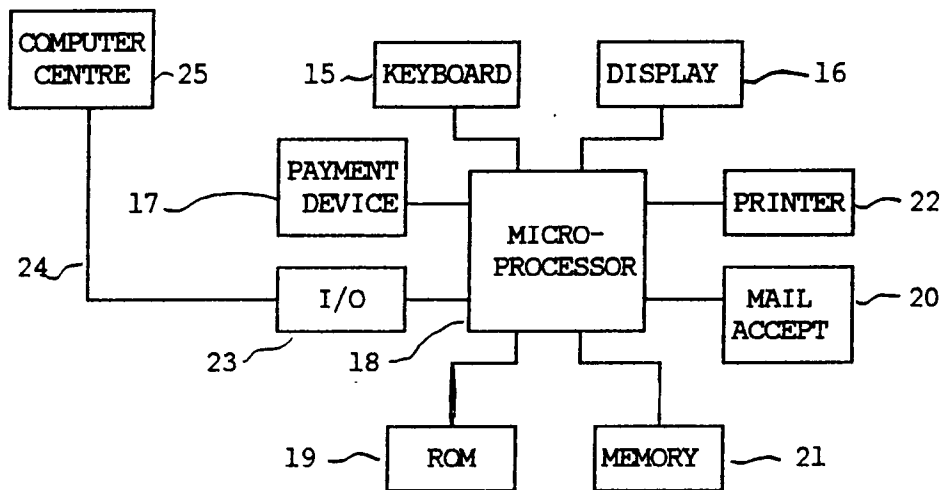 COMPUTER
CENTRE
25
15
KEYBOARD
DISPLAY
16
17
PAYMENT
DEVICE
MICRO-
PROCESSOR
PRINTER
22
24
I/O
MAIL
ACCEPT
20
23
18
19
ROM
MEMORY
21